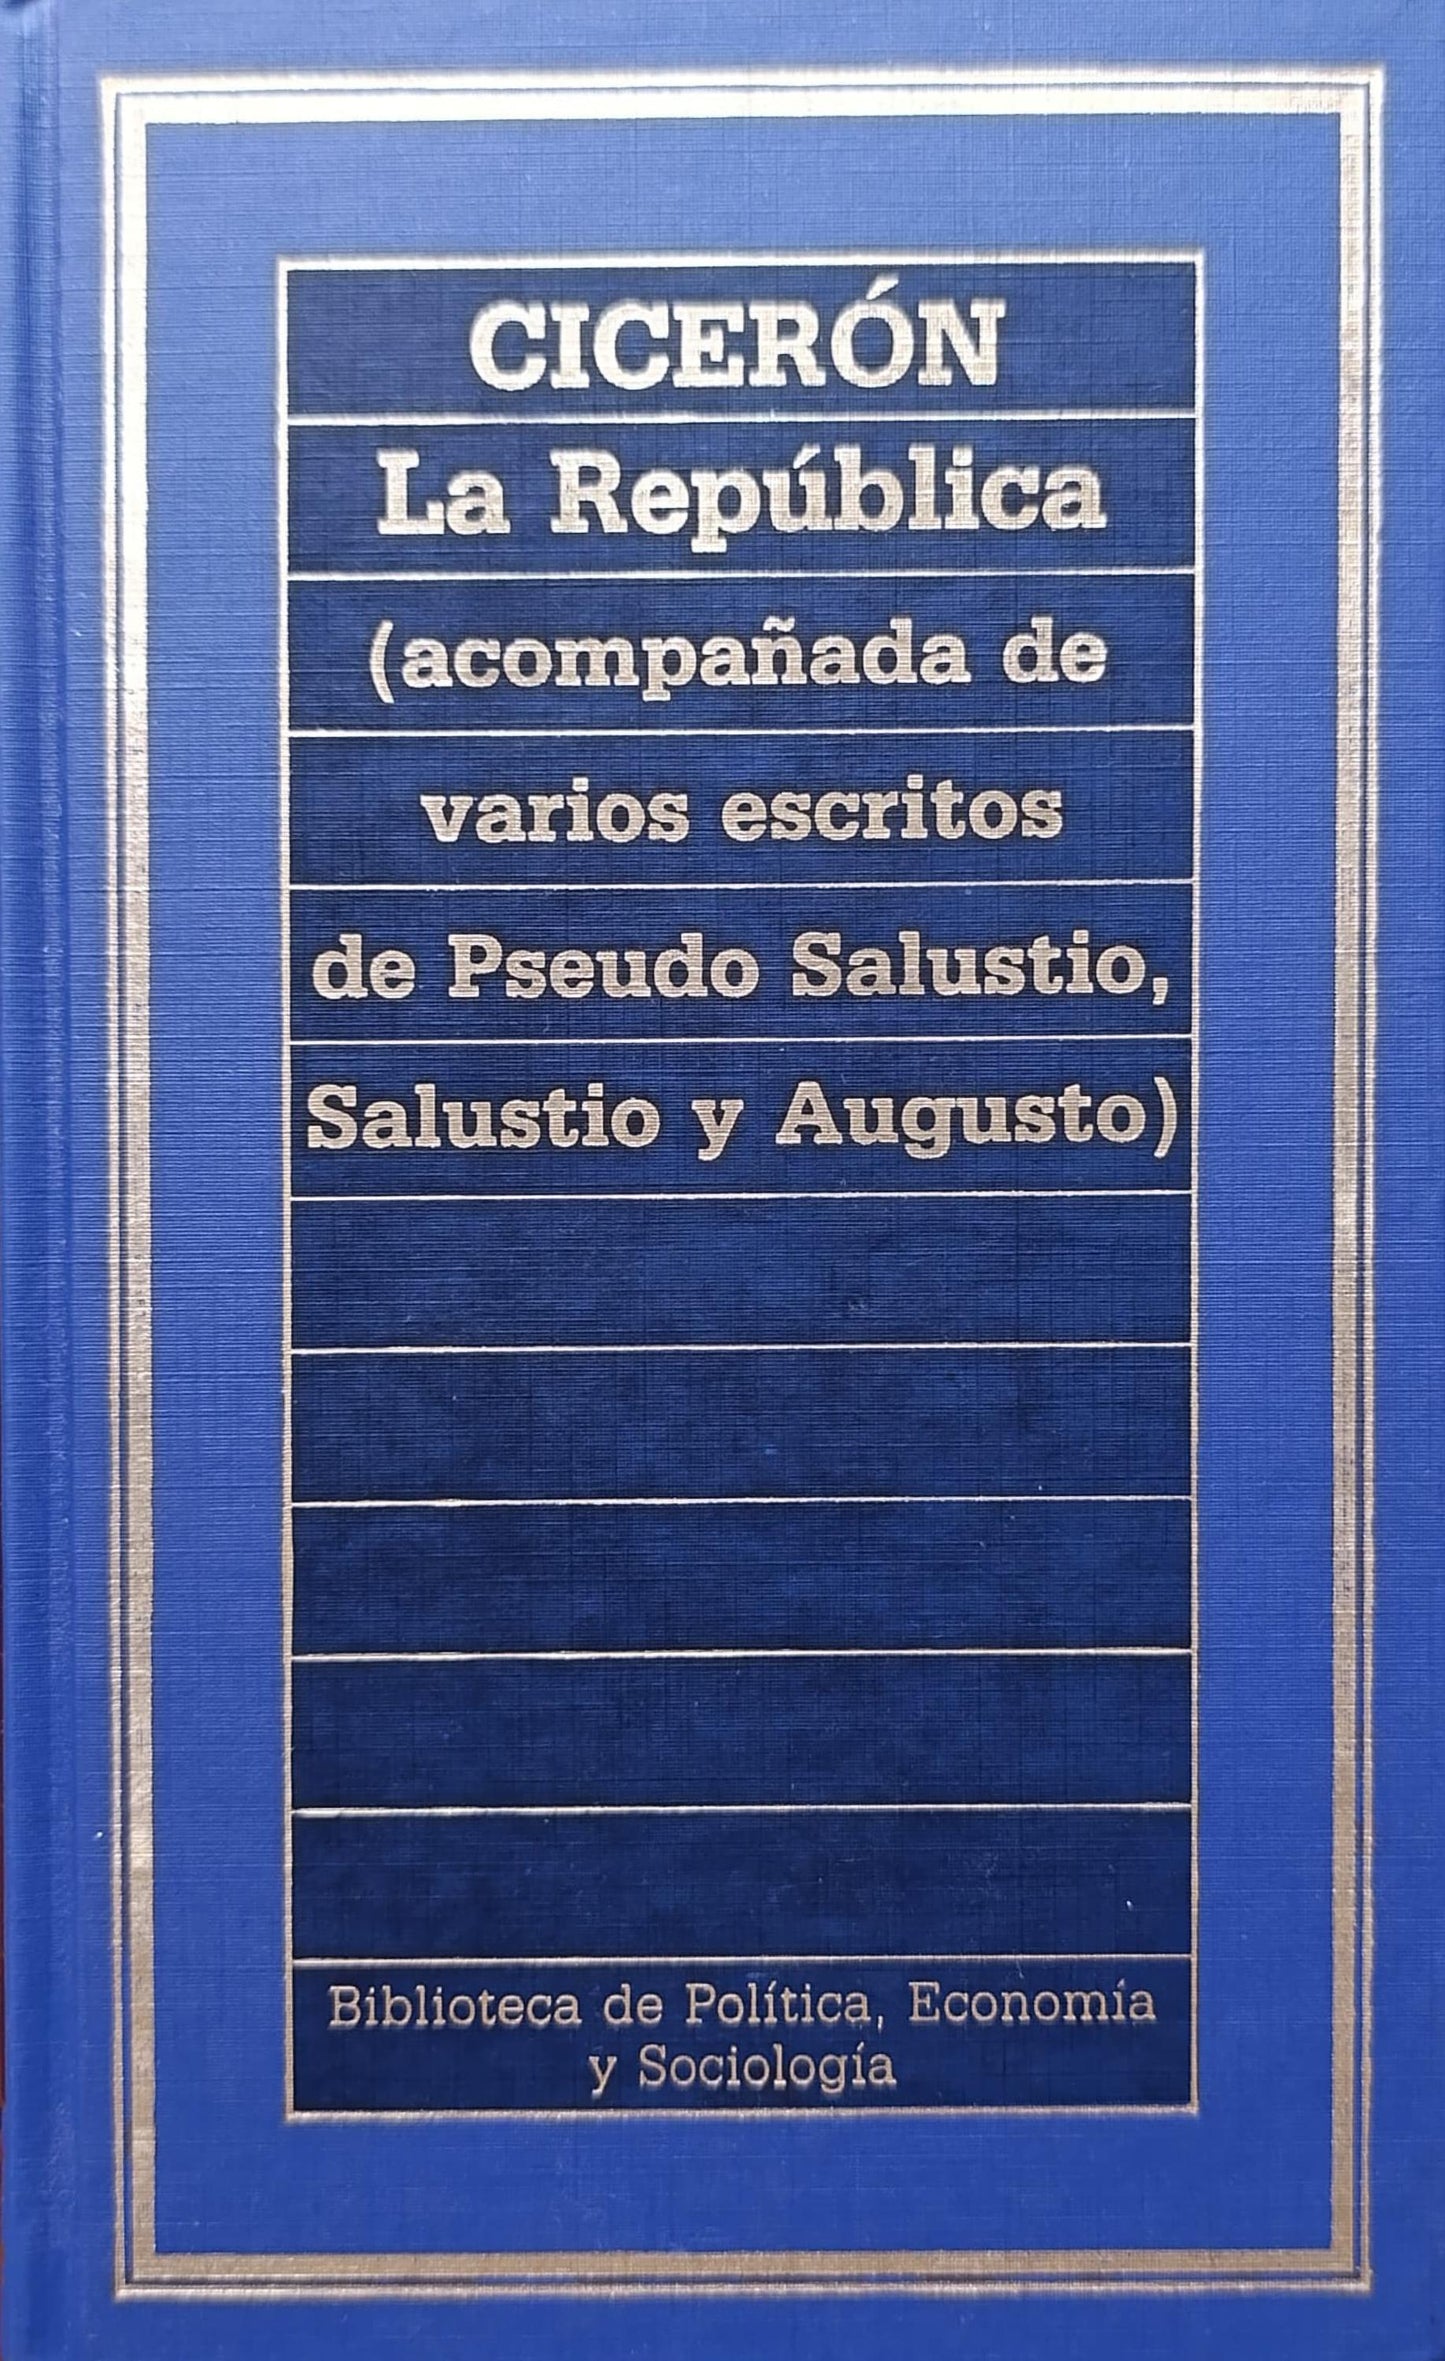 CICERÓN
La República
(acompañada de
varios escritos
de Pseudo Salustio,
Salustio y Augusto)
Biblioteca de Política, Economía
y Sociología